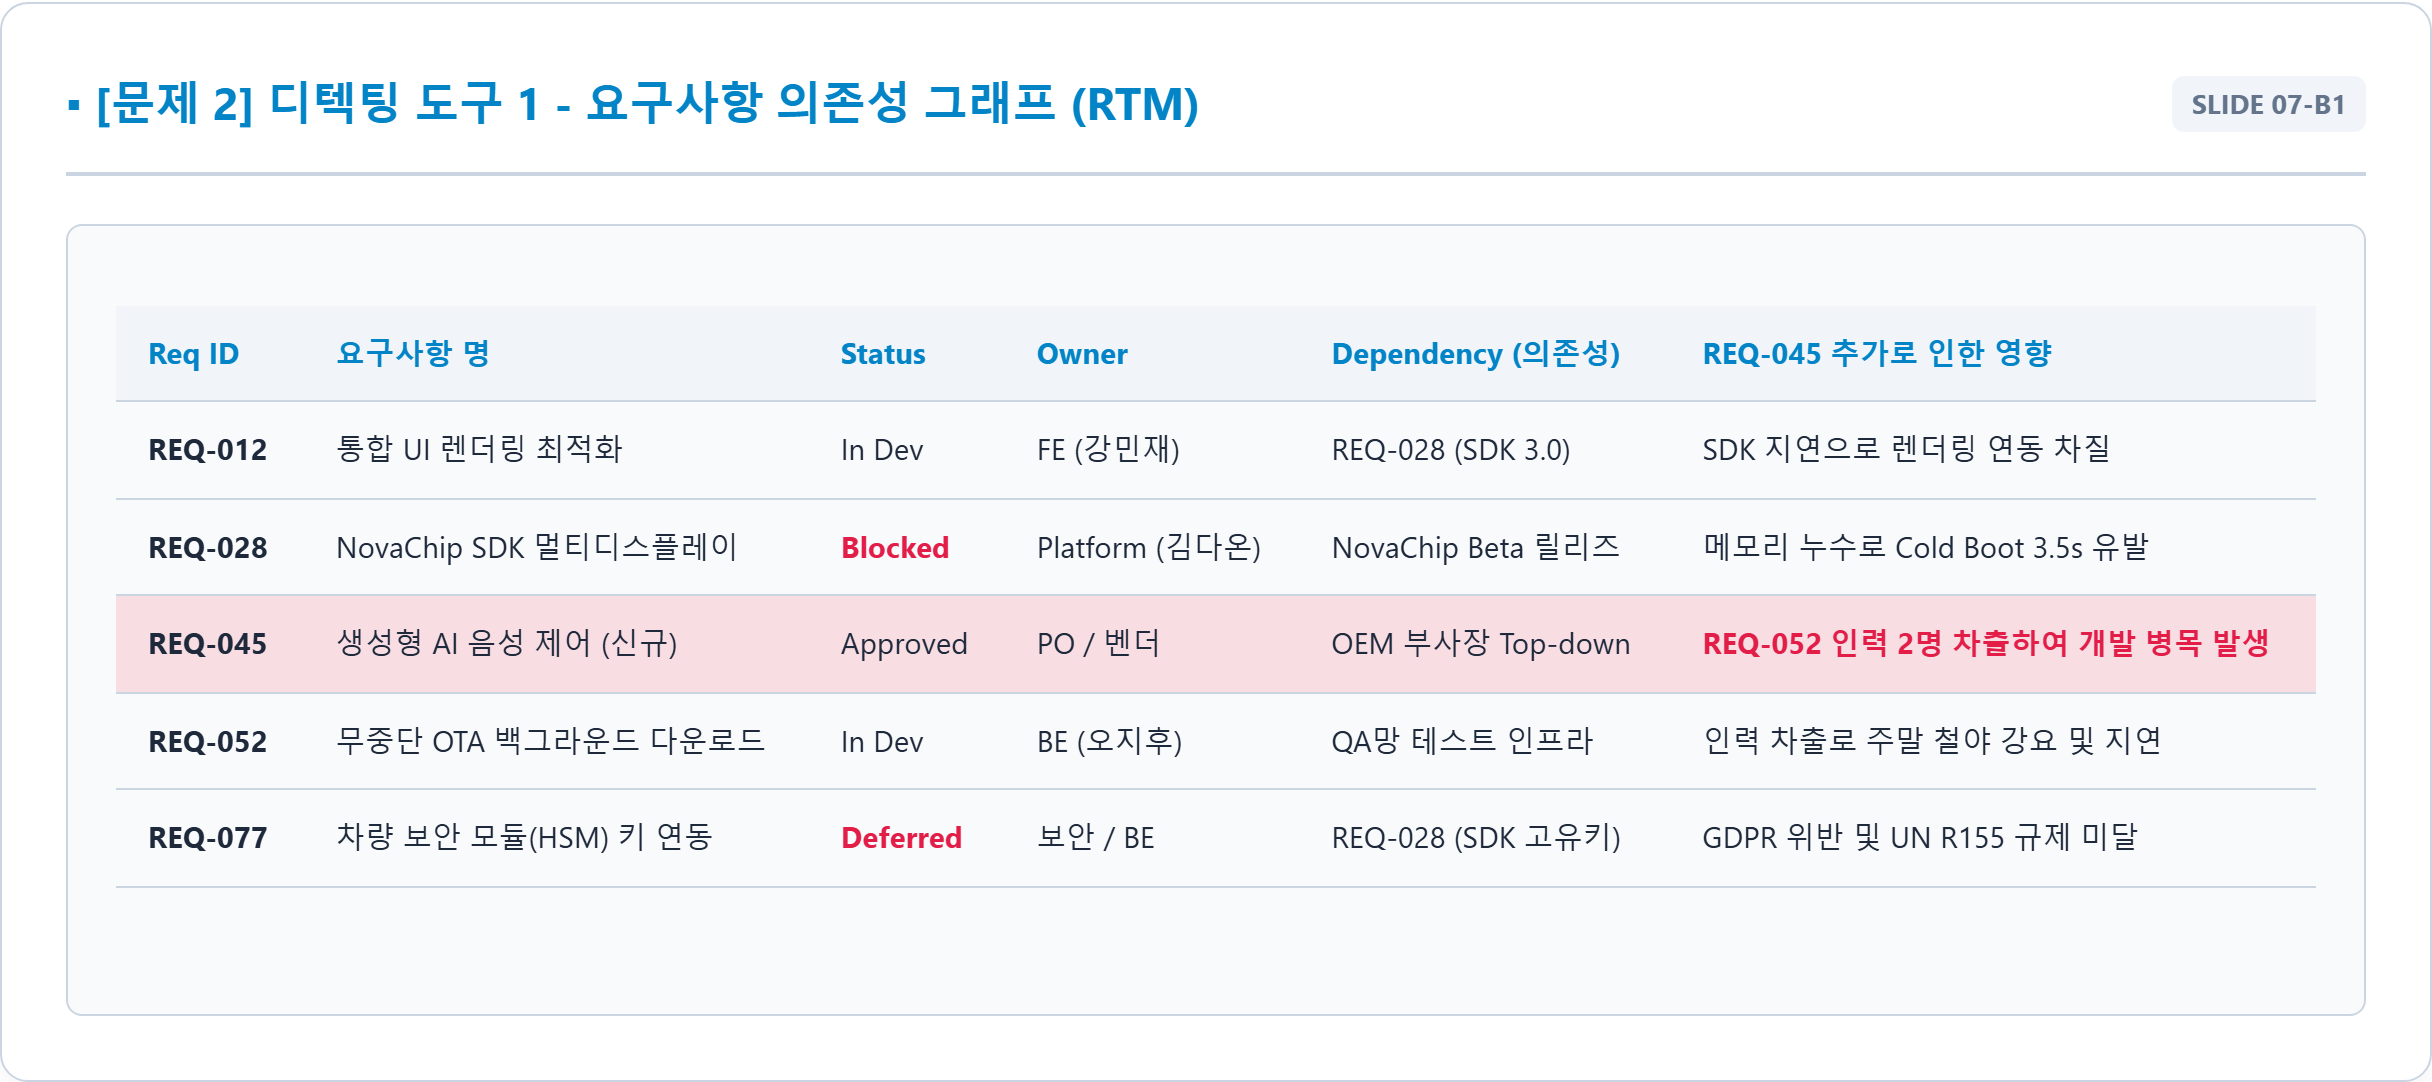 ▪ [문제 2] 디텍팅 도구 1 - 요구사항 의존성 그래프 (RTM)
SLIDE 07-B1
Req ID 요구사항 명 Status Owner Dependency (의존성) REQ-045 추가로 인한 영향
REQ-012 통합 UI 렌더링 최적화 In Dev FE (강민재) REQ-028 (SDK 3.0) SDK 지연으로 렌더링 연동 차질
REQ-028 NovaChip SDK 멀티디스플레이 Blocked Platform (김다온) NovaChip Beta 릴리즈 메모리 누수로 Cold Boot 3.5s 유발
REQ-045 생성형 AI 음성 제어 (신규) Approved PO / 벤더 OEM 부사장 Top-down REQ-052 인력 2명 차출하여 개발 병목 발생
REQ-052 무중단 OTA 백그라운드 다운로드 In Dev BE (오지후) QA망 테스트 인프라 인력 차출로 주말 철야 강요 및 지연
REQ-077 차량 보안 모듈(HSM) 키 연동 Deferred 보안 / BE REQ-028 (SDK 고유키) GDPR 위반 및 UN R155 규제 미달